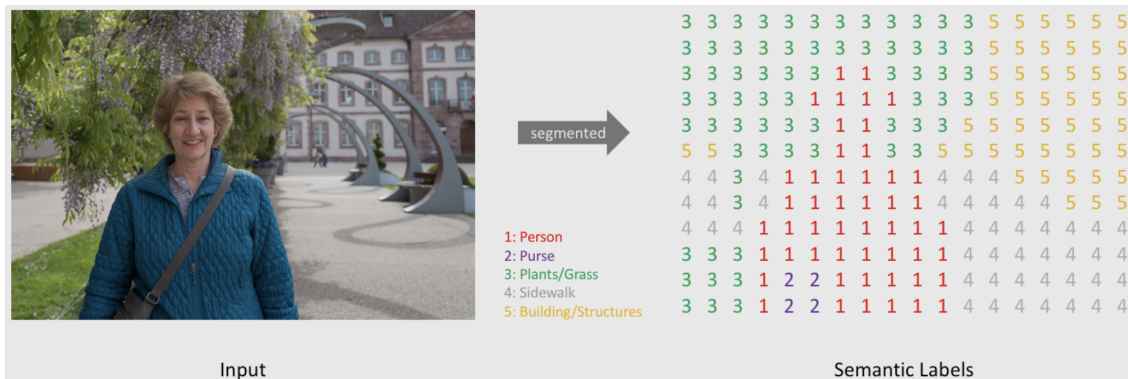 3 3 3 3 3 3 3 3 3 3 3 3 5 5 5 5 5 5
3 3 3 3 3 3 3 3 3 3 3 3 5 5 5 5 5 5
3 3 3 3 3 3 1 1 3 3 3 3 5 5 5 5 5 5
3 3 3 3 3 1 1 1 1 3 3 3 5 5 5 5 5 5
3 3 3 3 3 3 1 1 3 3 3 5 5 5 5 5 5 5
5 5 3 3 3 3 1 1 3 3 5 5 5 5 5 5 5 5
4 4 3 4 1 1 1 1 1 1 4 4 4 5 5 5 5 5
4 4 3 4 1 1 1 1 1 1 4 4 4 4 4 5 5 5
4 4 4 1 1 1 1 1 1 1 1 4 4 4 4 4 4 4
3 3 3 1 1 1 1 1 1 1 1 4 4 4 4 4 4 4
3 3 3 1 2 2 1 1 1 1 1 4 4 4 4 4 4 4
3 3 3 1 2 2 1 1 1 1 1 4 4 4 4 4 4 4
segmented
1: Person
2: Purse
3: Plants/Grass
4: Sidewalk
5: Building/Structures
Input
Semantic Labels